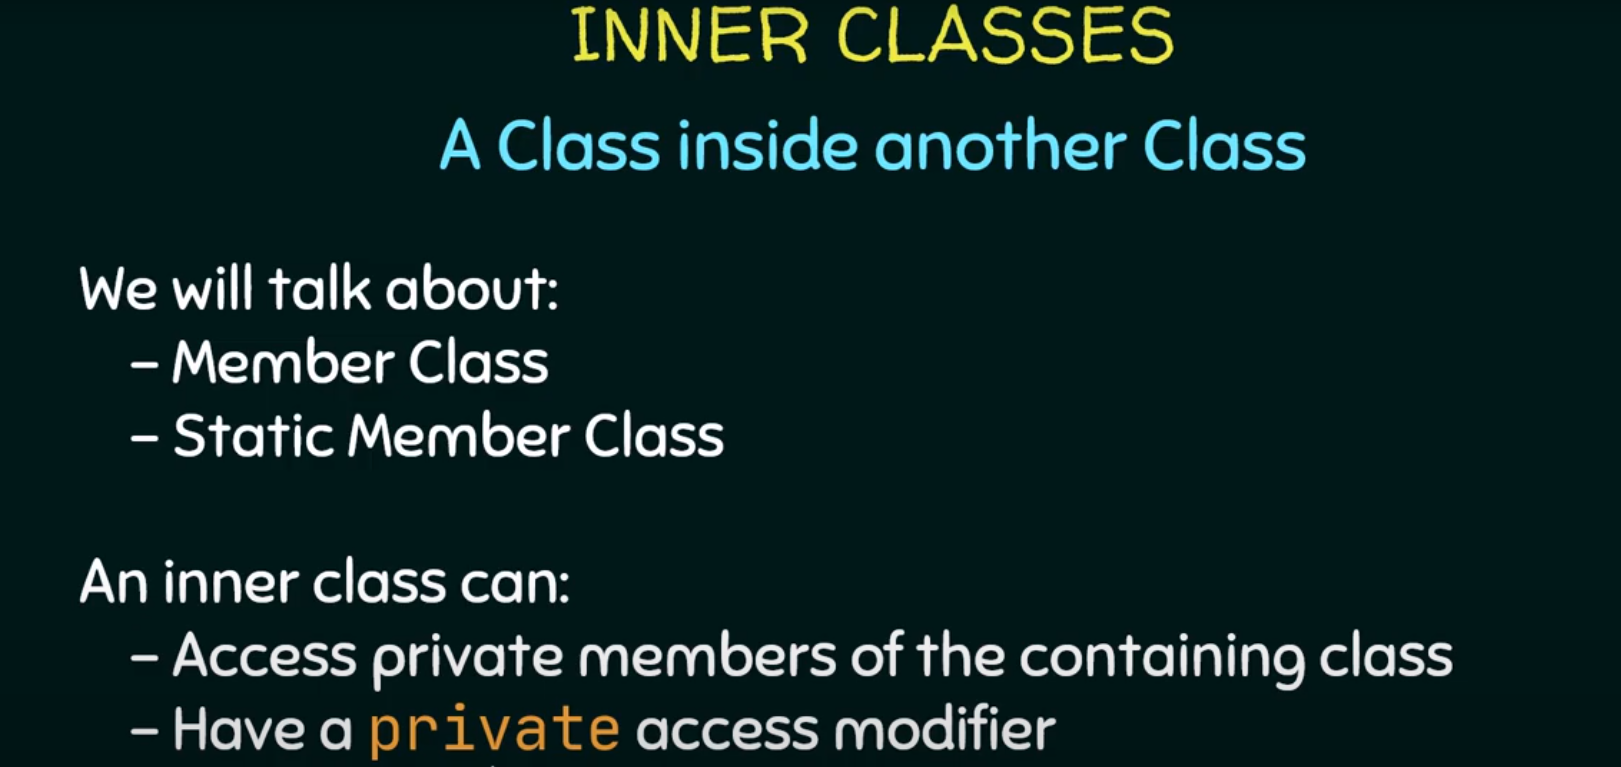 INNER CLASSES
A Class inside another Class
We will talk about:
– Member Class
– Static Member Class
An inner class can:
– Access private members of the containing class
– Have a private access modifier